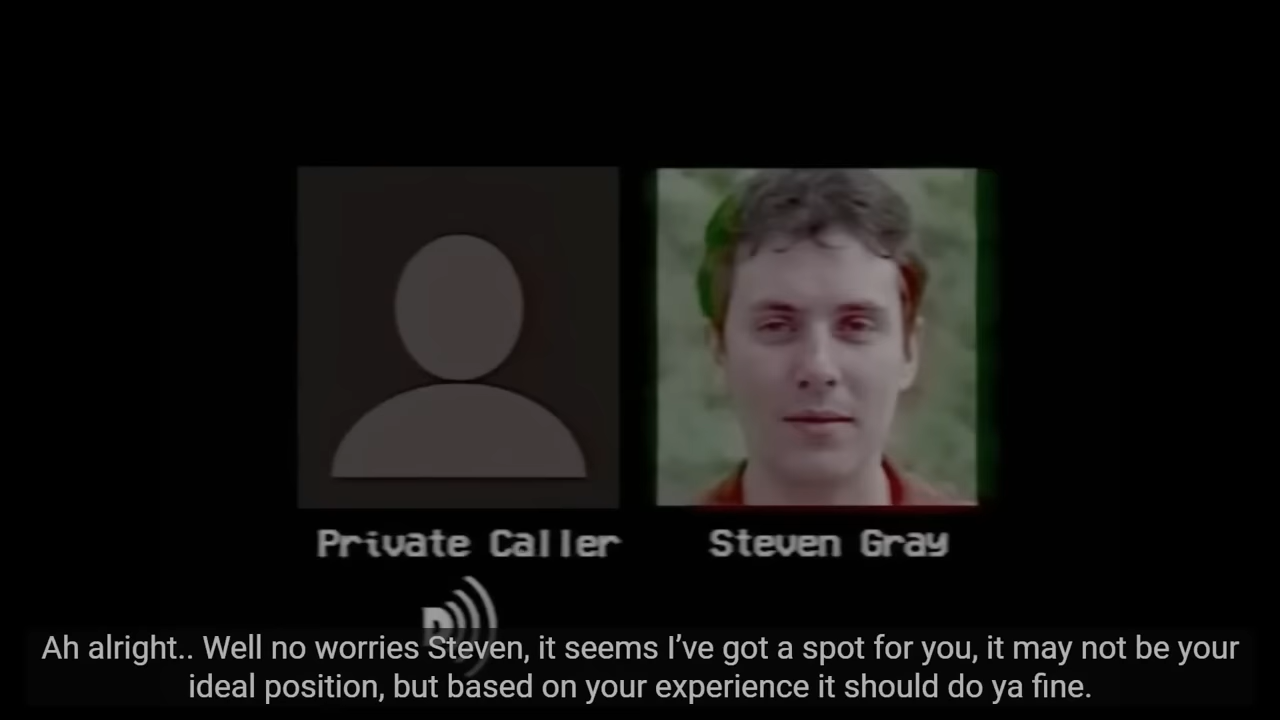 Private Caller
Steven Gray
Ah alright.. Well no worries Steven, it seems I’ve got a spot for you, it may not be your
ideal position, but based on your experience it should do ya fine.